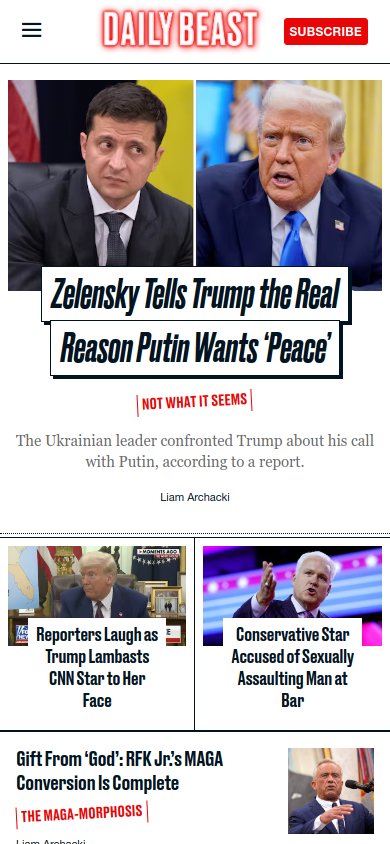 DAILY BEAST
SUBSCRIBE
Zelensky Tells Trump the Real
Reason Putin Wants ‘Peace’
NOT WHAT IT SEEMS
The Ukrainian leader confronted Trump about his call
with Putin, according to a report.
Liam Archacki
MOMENTS AGO
Reporters Laugh as
Trump Lambasts
CNN Star to Her
Face
Conservative Star
Accused of Sexually
Assaulting Man at
Bar
Gift From ‘God’: RFK Jr.’s MAGA
Conversion Is Complete
THE MAGA-MORPHOSIS
Liam Archacki